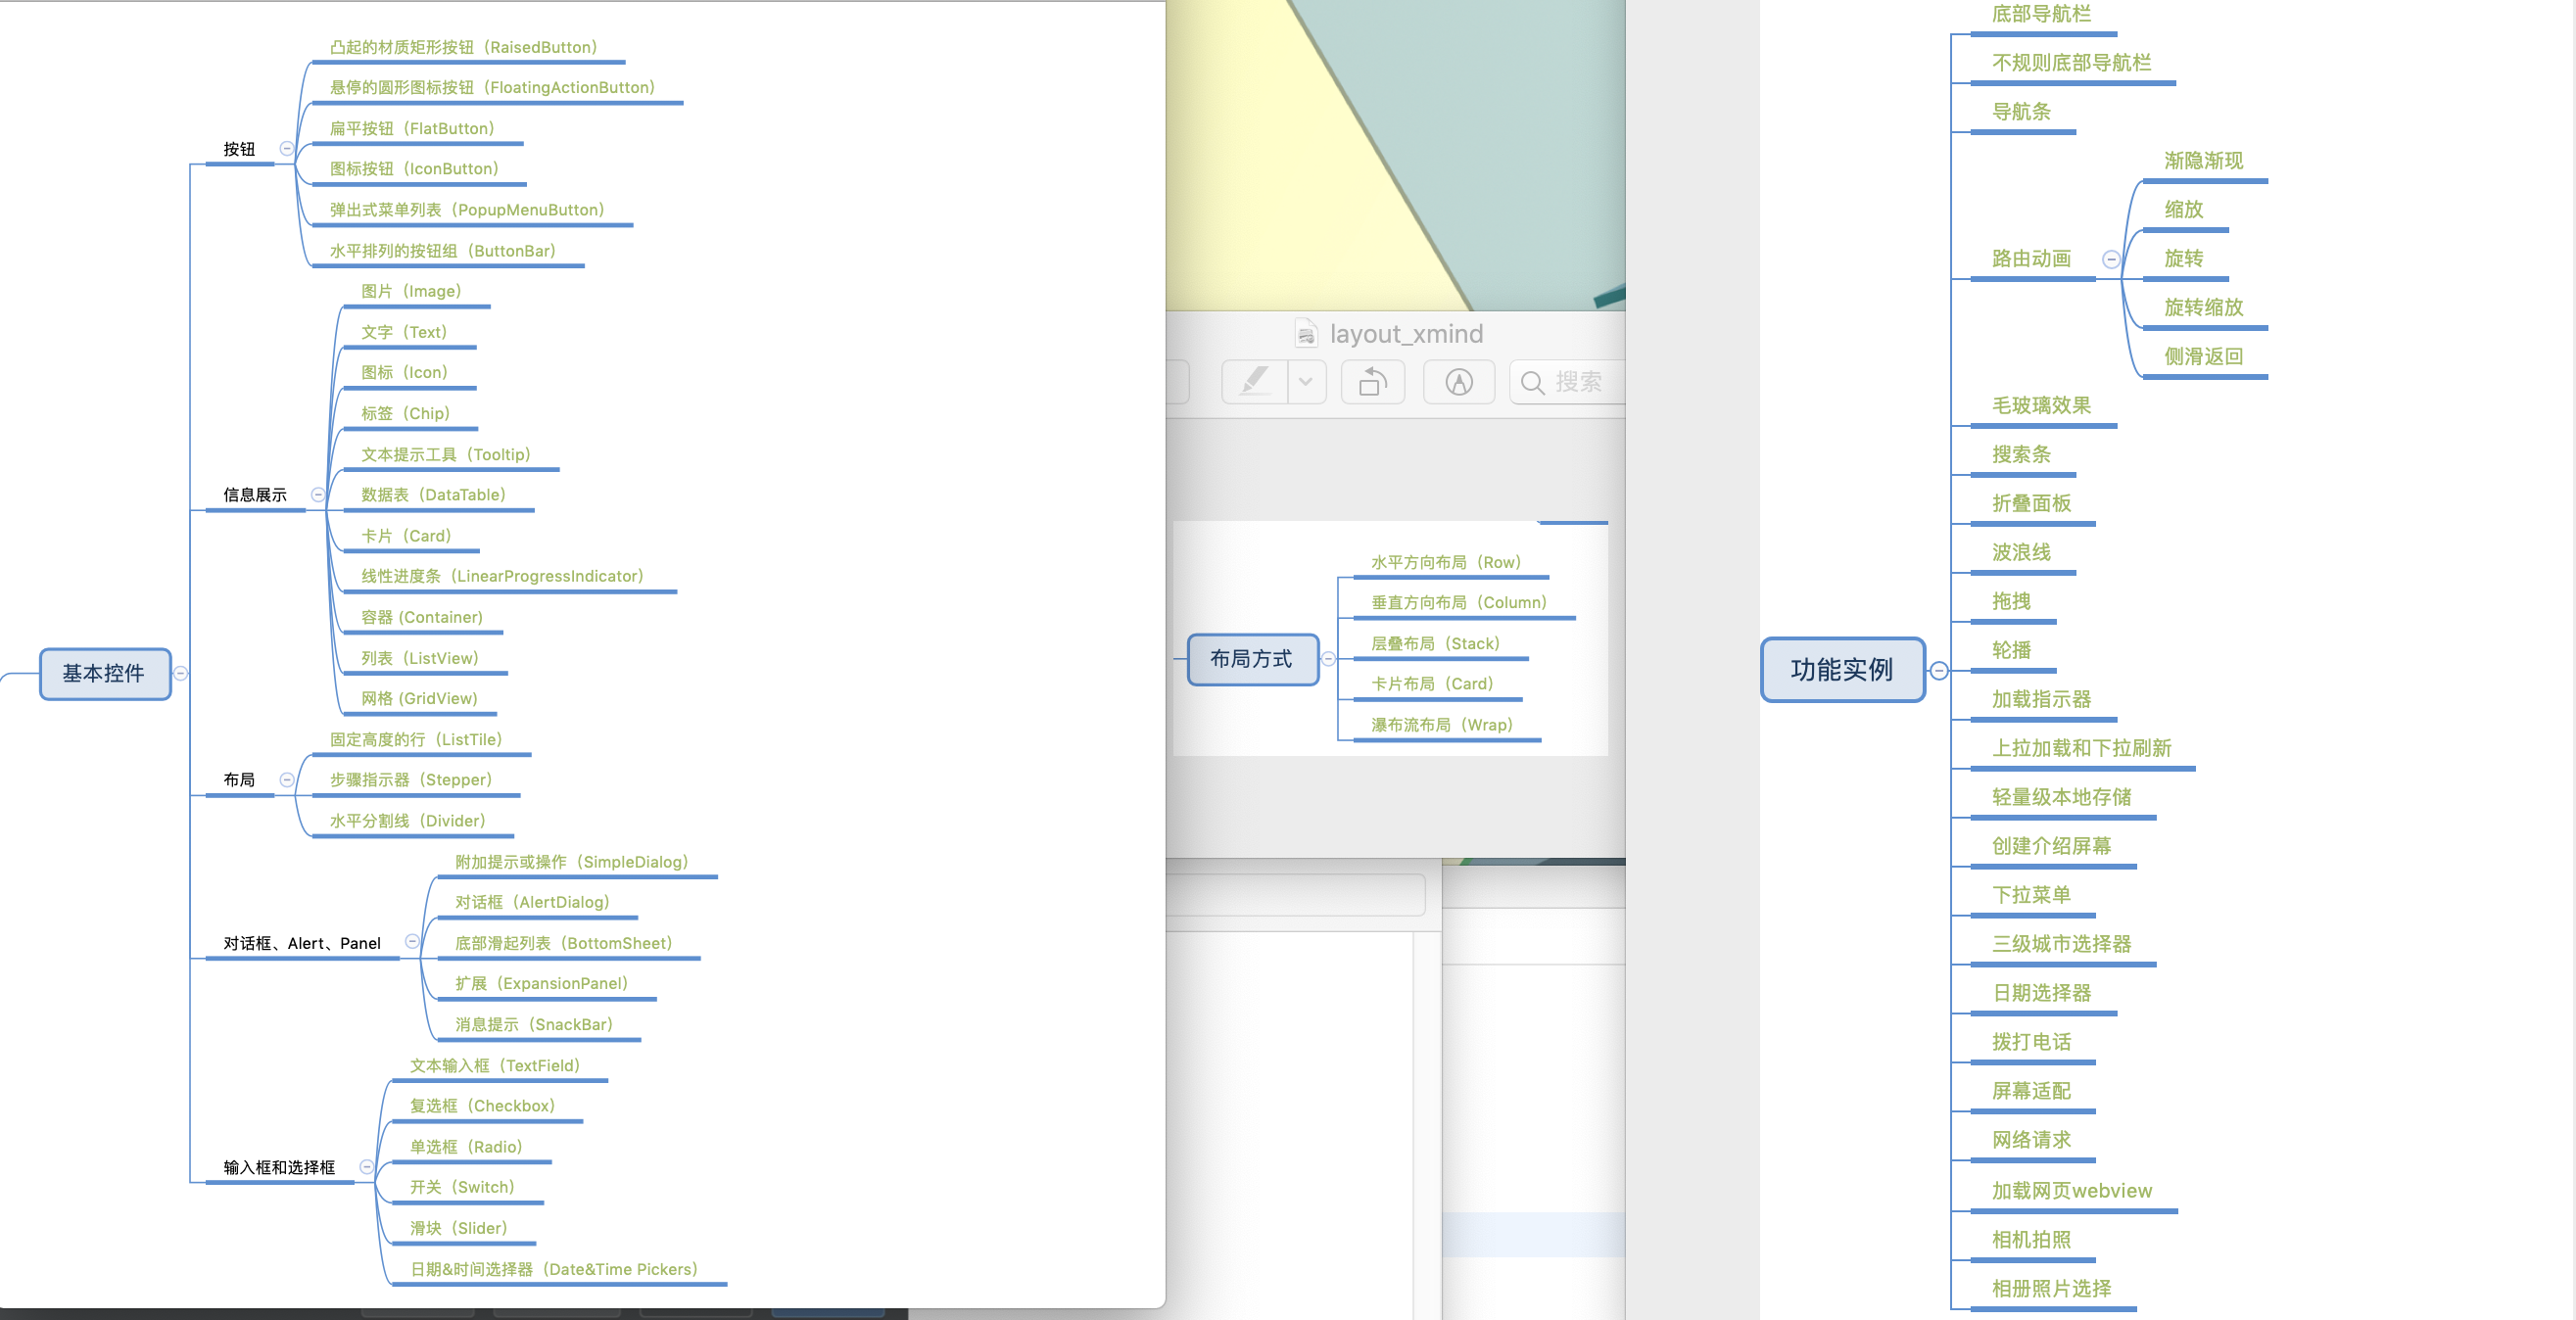 基本控件
按钮
凸起的材质矩形按钮（RaisedButton）
悬停的圆形图标按钮（FloatingActionButton）
扁平按钮（FlatButton）
图标按钮（IconButton）
弹出式菜单列表（PopupMenuButton）
水平排列的按钮组（ButtonBar）
信息展示
图片（Image）
文字（Text）
图标（Icon）
标签（Chip）
文本提示工具（Tooltip）
数据表（DataTable）
卡片（Card）
线性进度条（LinearProgressIndicator）
容器 (Container)
列表（ListView）
网格 (GridView)
布局
固定高度的行（ListTile）
步骤指示器（Stepper）
水平分割线（Divider）
对话框、Alert、Panel
附加提示或操作（SimpleDialog）
对话框（AlertDialog）
底部滑起列表（BottomSheet）
扩展（ExpansionPanel）
消息提示（SnackBar）
输入框和选择框
文本输入框（TextField）
复选框（Checkbox）
单选框（Radio）
开关（Switch）
滑块（Slider）
日期&时间选择器（Date&Time Pickers）
layout_xmind
搜索
布局方式
水平方向布局（Row）
垂直方向布局（Column）
层叠布局（Stack）
卡片布局（Card）
瀑布流布局（Wrap）
功能实例
底部导航栏
不规则底部导航栏
导航条
路由动画
渐隐渐现
缩放
旋转
旋转缩放
侧滑返回
毛玻璃效果
搜索条
折叠面板
波浪线
拖拽
轮播
加载指示器
上拉加载和下拉刷新
轻量级本地存储
创建介绍屏幕
下拉菜单
三级城市选择器
日期选择器
拨打电话
屏幕适配
网络请求
加载网页webview
相机拍照
相册照片选择